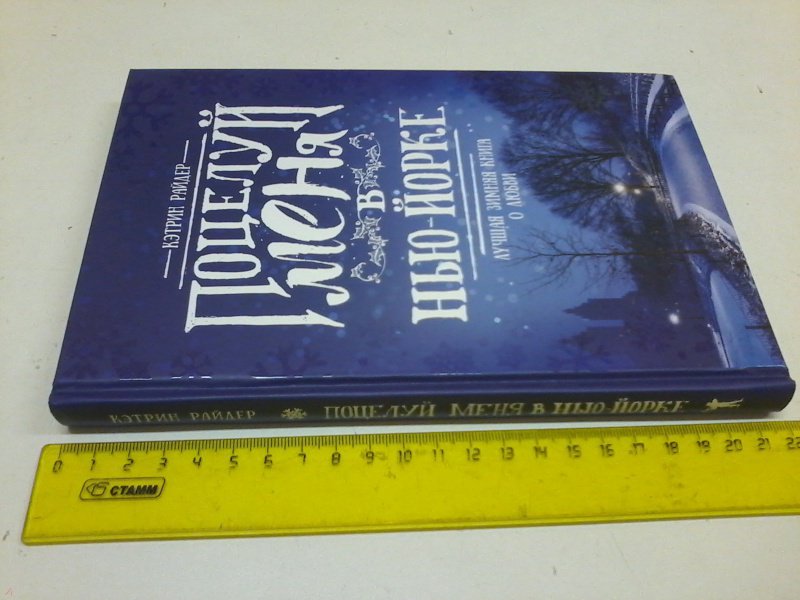 КЭТРИН РАЙДЕР
ПОЦЕЛУЙ
МЕНЯ
В
НЬЮ-ЙОРКЕ
ЛУЧШАЯ ЗИМНЯЯ КНИГА
О ЛЮБВИ
КЭТРИН РАЙДЕР ПОЦЕЛУЙ МЕНЯ В НЬЮ-ЙОРКЕ
0 1 2 3 4 5 6 7 8 9 10 11 12 13 14 15 16 17 18 19 20 21 22
СТАММ